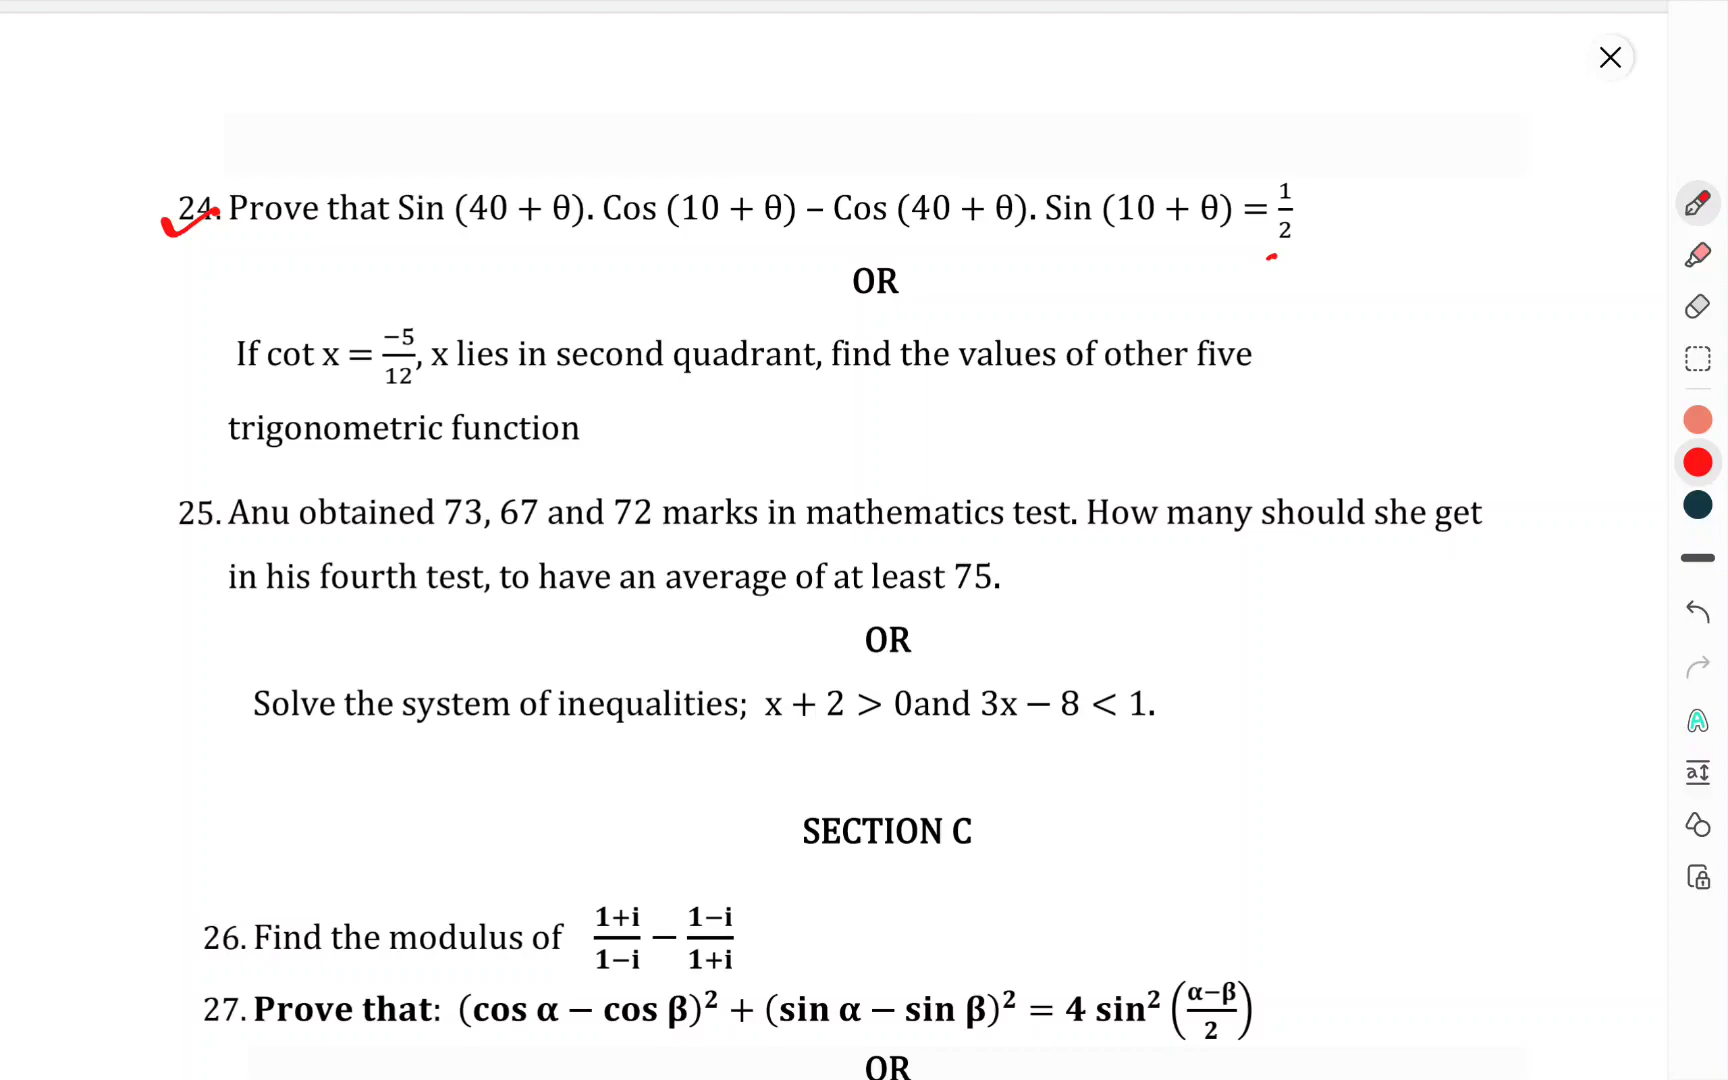 24. Prove that Sin (40 + θ). Cos (10 + θ) – Cos (40 + θ). Sin (10 + θ) = 1/2
OR
If cot x = −5/12, x lies in second quadrant, find the values of other five
trigonometric function
25. Anu obtained 73, 67 and 72 marks in mathematics test. How many should she get
in his fourth test, to have an average of at least 75.
OR
Solve the system of inequalities; x + 2 > 0and 3x − 8 < 1.
SECTION C
26. Find the modulus of (1+i)/(1−i) − (1−i)/(1+i)
27. Prove that: (cos α − cos β)² + (sin α − sin β)² = 4 sin² ((α−β)/2)
OR